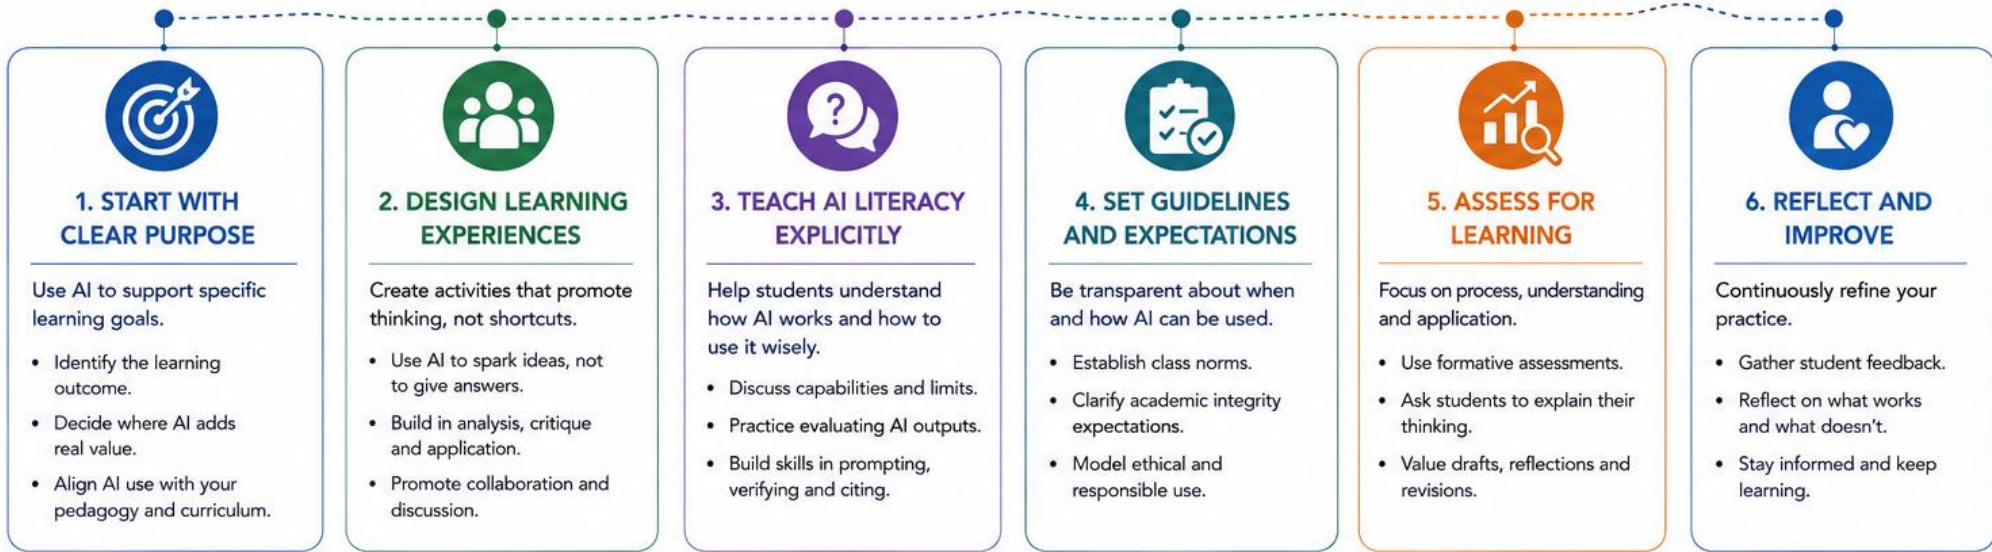 1. START WITH
CLEAR PURPOSE
Use AI to support specific
learning goals.
• Identify the learning
outcome.
• Decide where AI adds
real value.
• Align AI use with your
pedagogy and curriculum.
2. DESIGN LEARNING
EXPERIENCES
Create activities that promote
thinking, not shortcuts.
• Use AI to spark ideas, not
to give answers.
• Build in analysis, critique
and application.
• Promote collaboration and
discussion.
3. TEACH AI LITERACY
EXPLICITLY
Help students understand
how AI works and how to
use it wisely.
• Discuss capabilities and limits.
• Practice evaluating AI outputs.
• Build skills in prompting,
verifying and citing.
4. SET GUIDELINES
AND EXPECTATIONS
Be transparent about when
and how AI can be used.
• Establish class norms.
• Clarify academic integrity
expectations.
• Model ethical and
responsible use.
5. ASSESS FOR
LEARNING
Focus on process, understanding
and application.
• Use formative assessments.
• Ask students to explain their
thinking.
• Value drafts, reflections and
revisions.
6. REFLECT AND
IMPROVE
Continuously refine your
practice.
• Gather student feedback.
• Reflect on what works
and what doesn't.
• Stay informed and keep
learning.